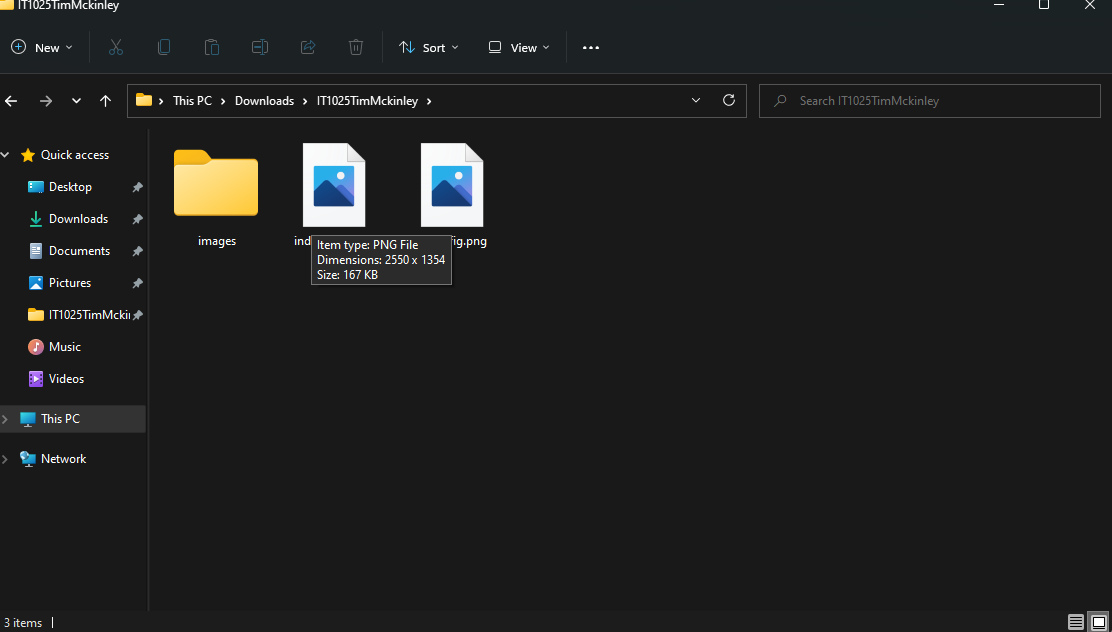 IT1025TimMckinley
New
Sort
View
This PC
Downloads
IT1025TimMckinley
Search IT1025TimMckinley
Quick access
Desktop
Downloads
Documents
Pictures
IT1025TimMckin
Music
Videos
This PC
Network
images
ind
ig.png
Item type: PNG File
Dimensions: 2550 x 1354
Size: 167 KB
3 items